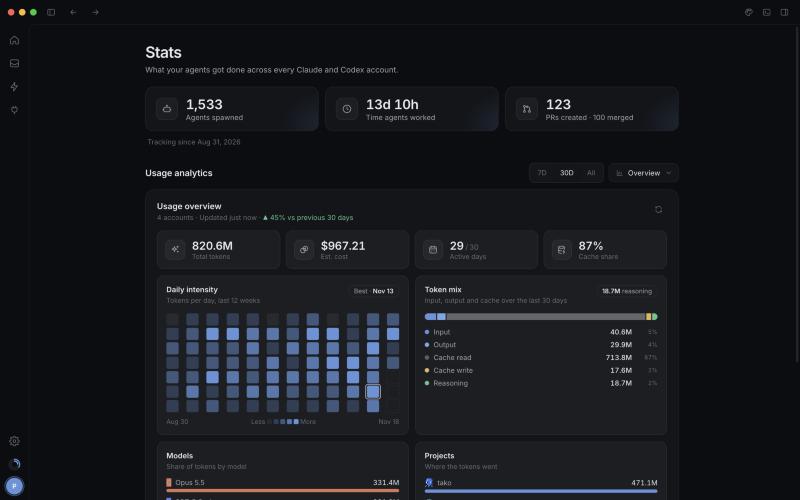 Stats
What your agents got done across every Claude and Codex account.
1,533
Agents spawned
13d 10h
Time agents worked
123
PRs created · 100 merged
Tracking since Aug 31, 2026
Usage analytics
7D 30D All
Overview
Usage overview
4 accounts · Updated just now · ▲ 45% vs previous 30 days
820.6M
Total tokens
$967.21
Est. cost
29 / 30
Active days
87%
Cache share
Daily intensity
Best · Nov 13
Tokens per day, last 12 weeks
Aug 30 Less More Nov 18
Token mix
18.7M reasoning
Input, output and cache over the last 30 days
Input 40.6M 5%
Output 29.9M 4%
Cache read 713.8M 87%
Cache write 17.6M 2%
Reasoning 18.7M 2%
Models
Share of tokens by model
Opus 5.5 331.4M
Projects
Where the tokens went
tako 471.1M
P